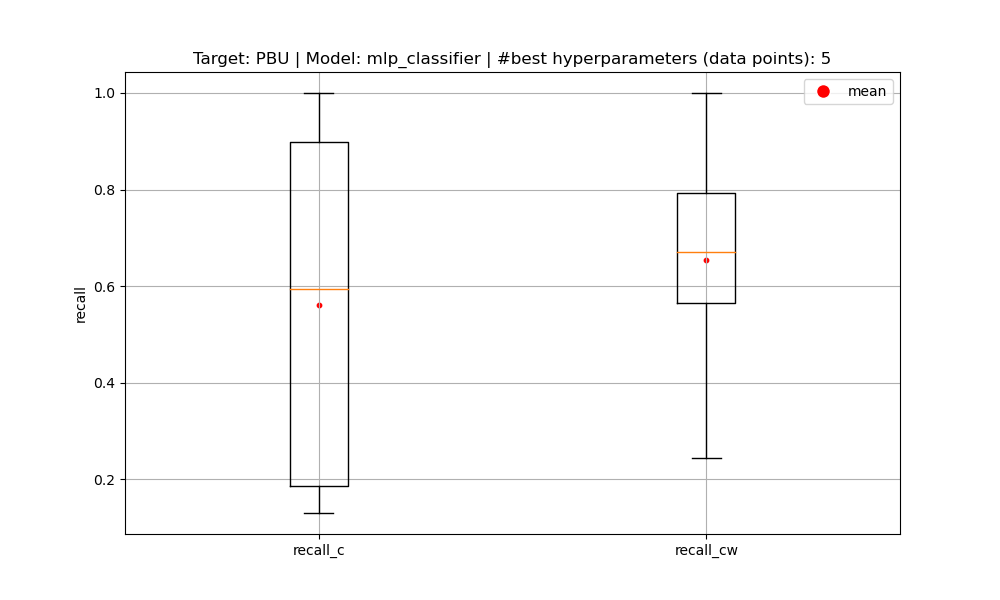 Target: PBU | Model: mlp_classifier | #best hyperparameters (data points): 5
mean
1.0
0.8
0.6
0.4
0.2
recall
recall_c
recall_cw